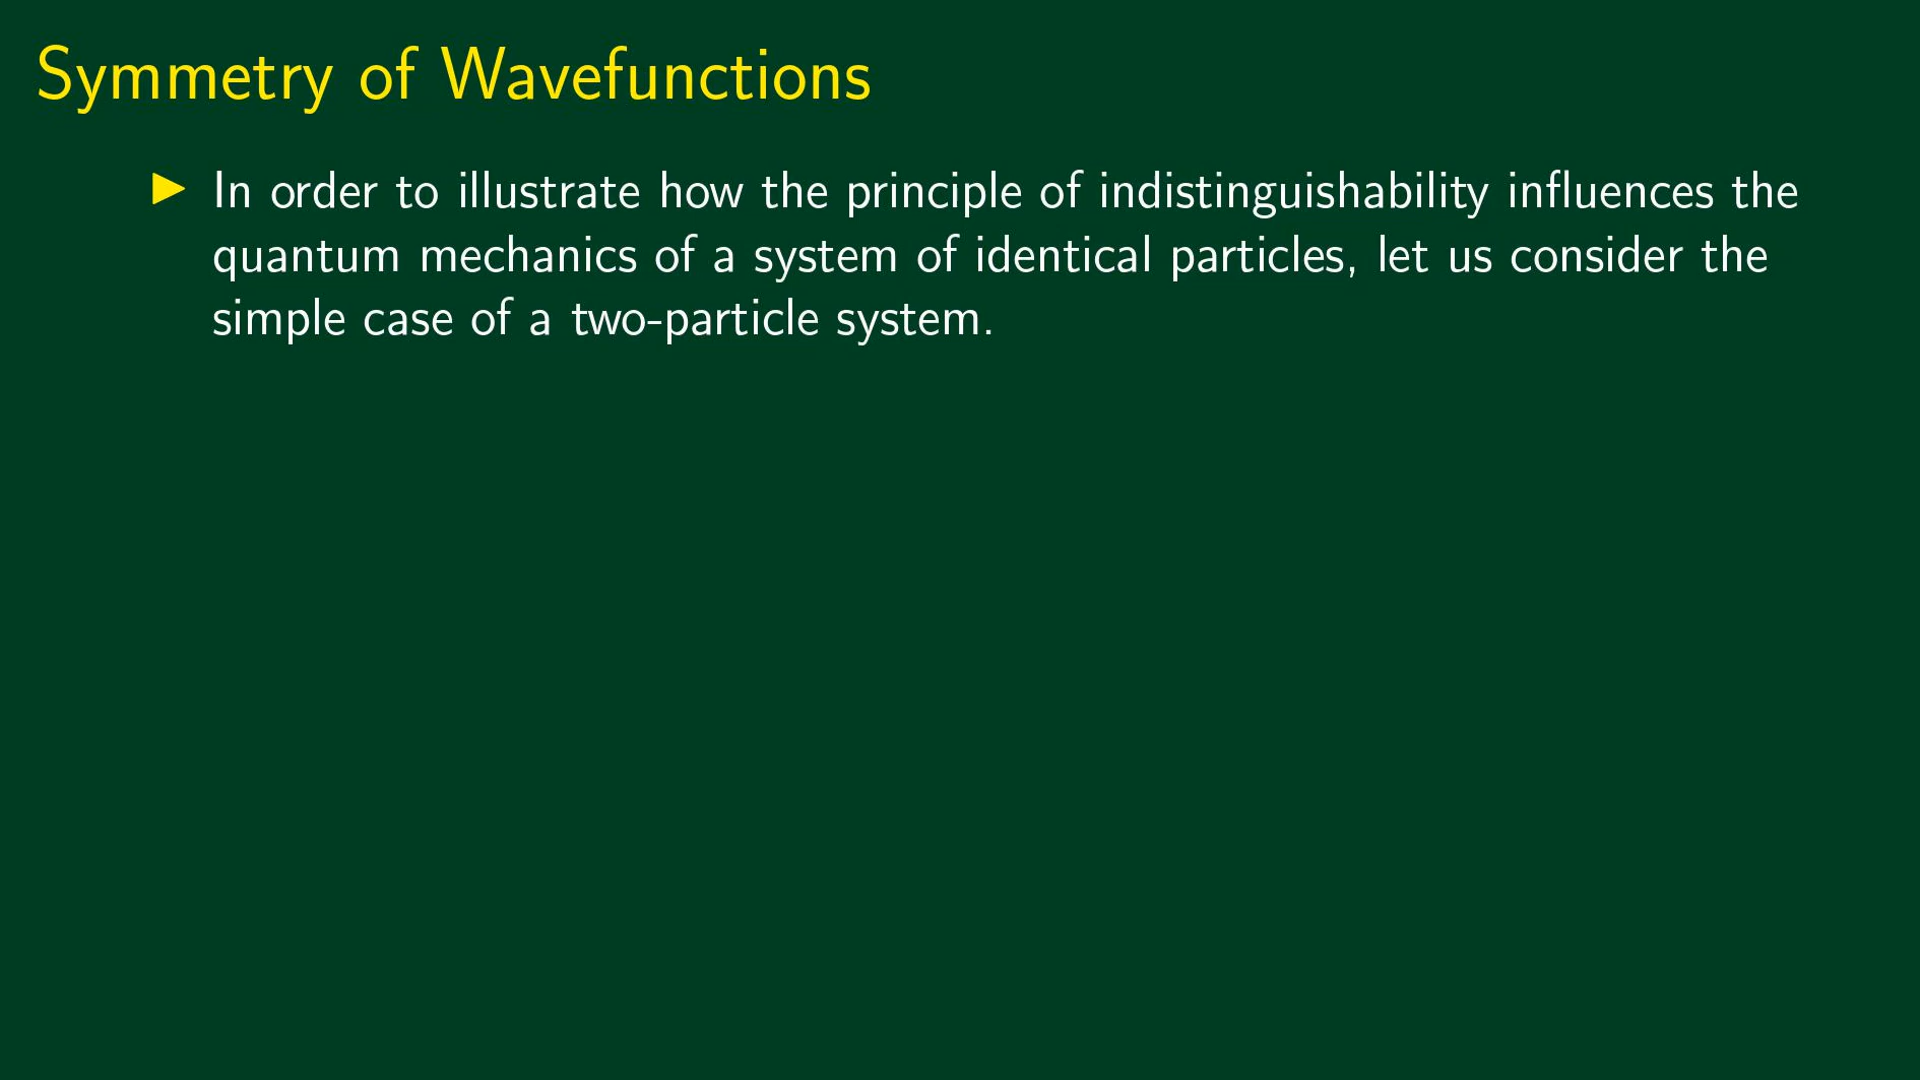 Symmetry of Wavefunctions
In order to illustrate how the principle of indistinguishability influences the
quantum mechanics of a system of identical particles, let us consider the
simple case of a two-particle system.